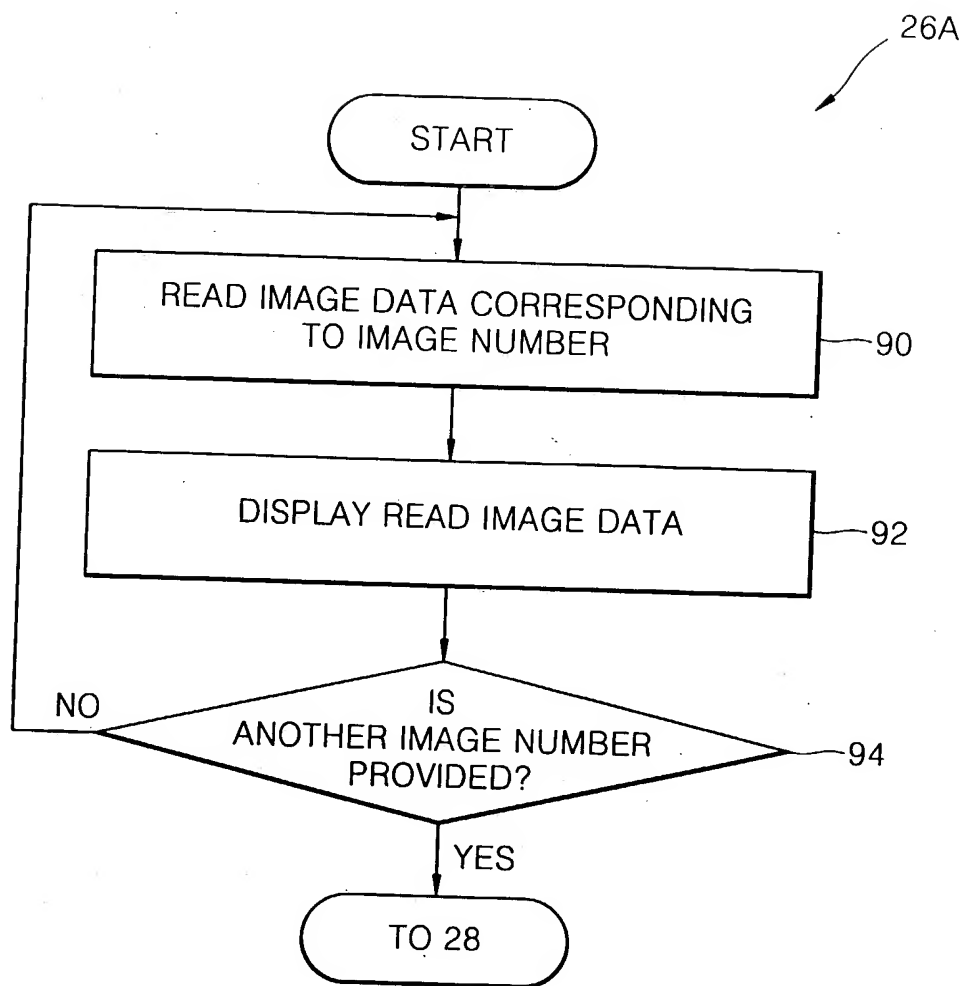 26A
START
READ IMAGE DATA CORRESPONDING
TO IMAGE NUMBER
90
DISPLAY READ IMAGE DATA
92
IS
ANOTHER IMAGE NUMBER
PROVIDED?
NO
94
YES
TO 28